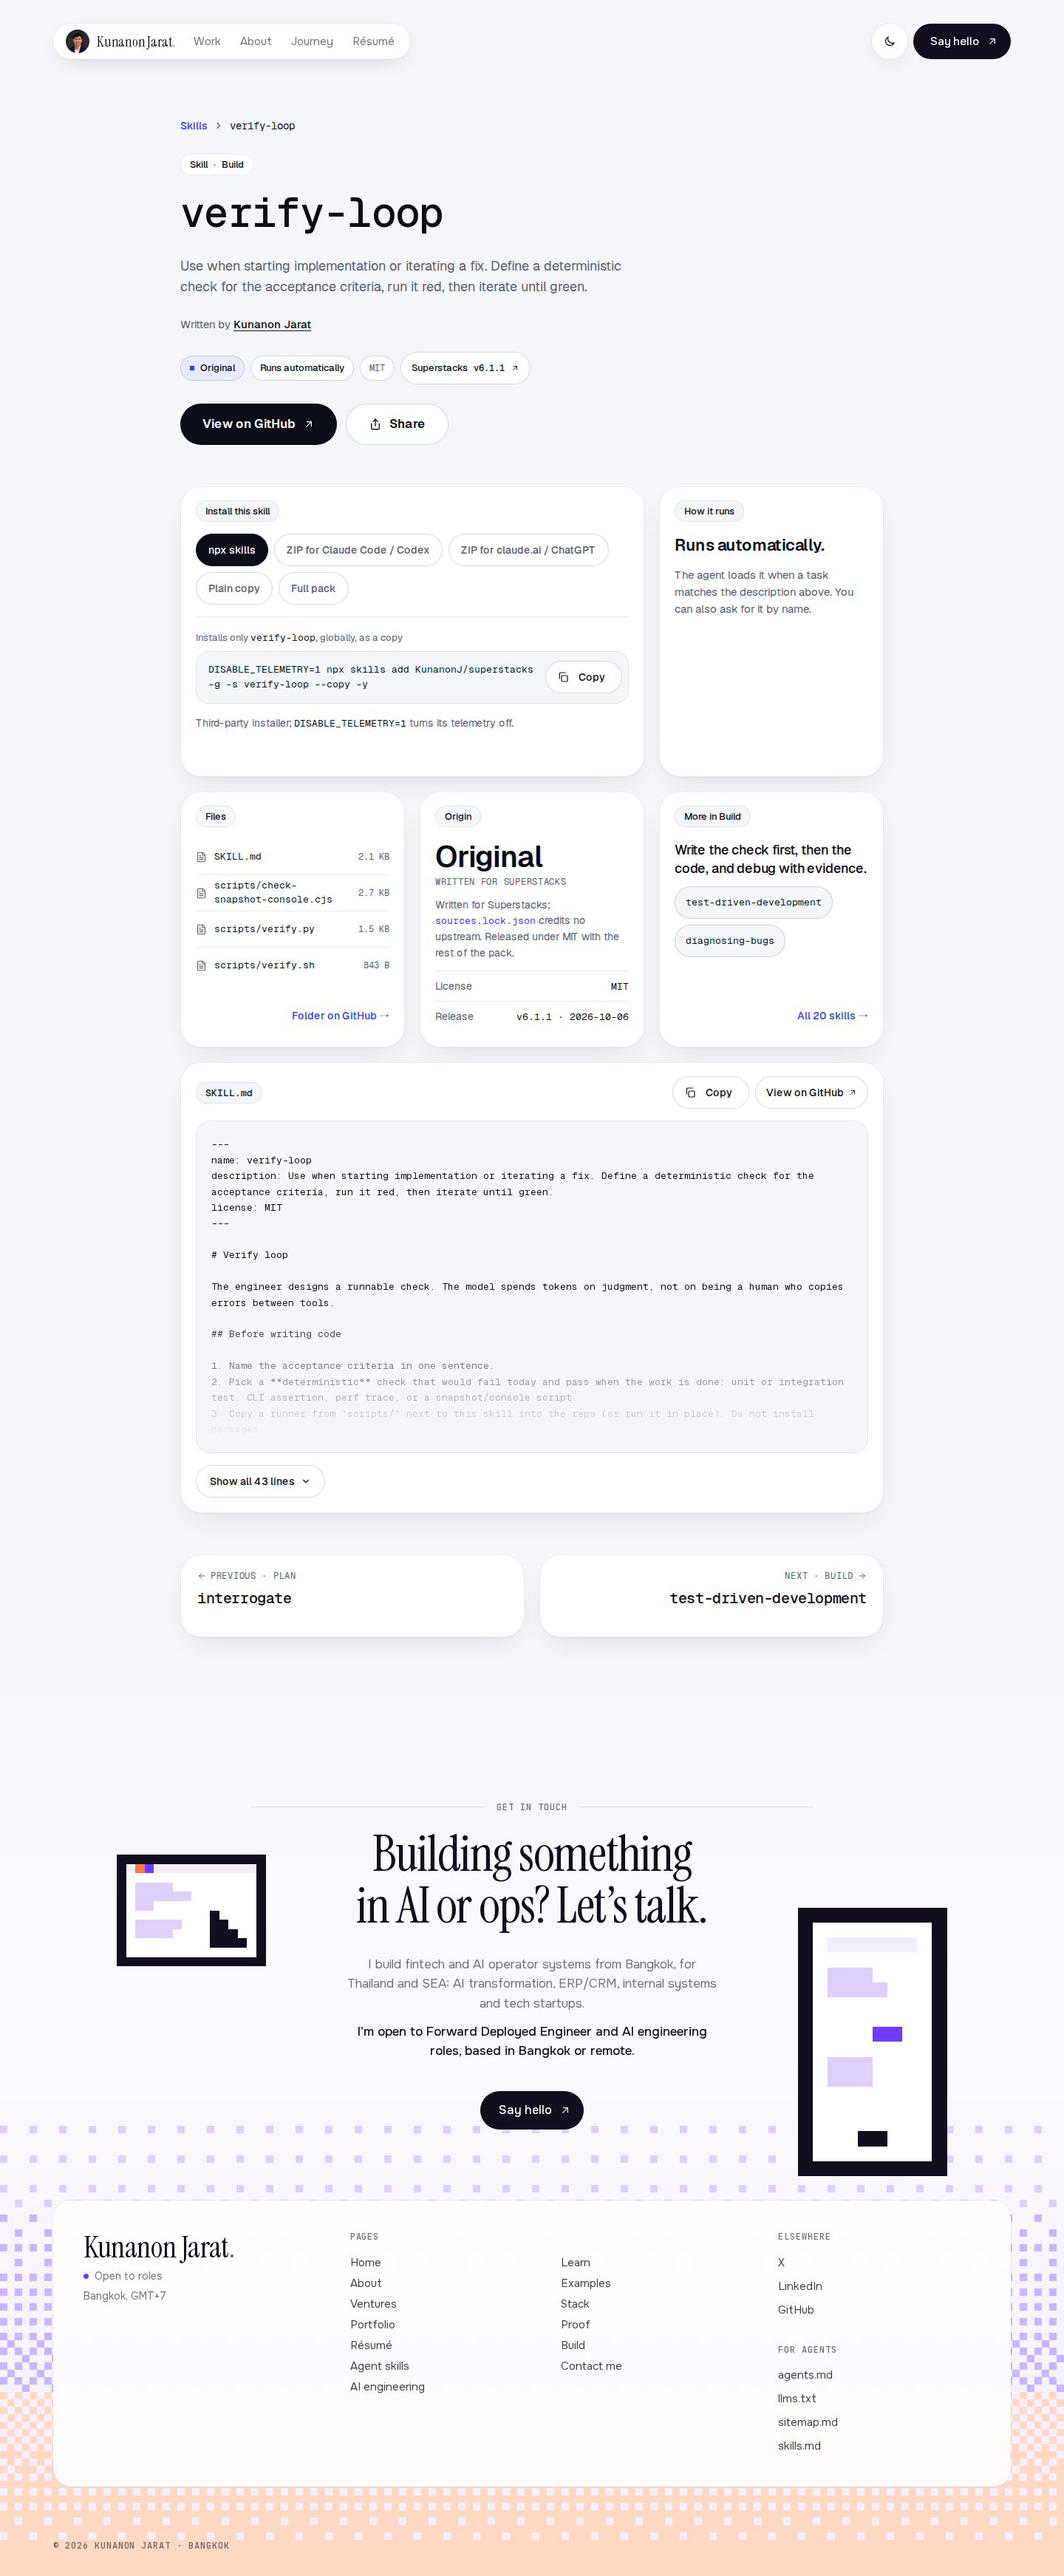 Kunanon Jarat.
Work
About
Journey
Résumé
Say hello
Skills
verify-loop
Skill · Build
verify-loop
Use when starting implementation or iterating a fix. Define a deterministic
check for the acceptance criteria, run it red, then iterate until green.
Written by Kunanon Jarat
Original
Runs automatically
MIT
Superstacks v6.1.1
View on GitHub
Share
Install this skill
npx skills
ZIP for Claude Code / Codex
ZIP for claude.ai / ChatGPT
Plain copy
Full pack
Installs only verify-loop, globally, as a copy
DISABLE_TELEMETRY=1 npx skills add KunanonJ/superstacks
-g -s verify-loop --copy -y
Copy
Third-party installer; DISABLE_TELEMETRY=1 turns its telemetry off.
How it runs
Runs automatically.
The agent loads it when a task
matches the description above. You
can also ask for it by name.
Files
SKILL.md 2.1 KB
scripts/check-
snapshot-console.cjs 2.7 KB
scripts/verify.py 1.5 KB
scripts/verify.sh 843 B
Folder on GitHub →
Origin
Original
WRITTEN FOR SUPERSTACKS
Written for Superstacks;
sources.lock.json credits no
upstream. Released under MIT with the
rest of the pack.
License MIT
Release v6.1.1 · 2026-10-06
More in Build
Write the check first, then the
code, and debug with evidence.
test-driven-development
diagnosing-bugs
All 20 skills →
SKILL.md
Copy
View on GitHub
---
name: verify-loop
description: Use when starting implementation or iterating a fix. Define a deterministic check for the
acceptance criteria, run it red, then iterate until green.
license: MIT
---
# Verify loop
The engineer designs a runnable check. The model spends tokens on judgment, not on being a human who copies
errors between tools.
## Before writing code
1. Name the acceptance criteria in one sentence.
2. Pick a **deterministic** check that would fail today and pass when the work is done: unit or integration
test, CLI assertion, perf trace, or a snapshot/console script.
3. Copy a runner from `scripts/` next to this skill into the repo (or run it in place). Do not install
packages.
Show all 43 lines
← PREVIOUS · PLAN
interrogate
NEXT · BUILD →
test-driven-development
GET IN TOUCH
Building something
in AI or ops? Let's talk.
I build fintech and AI operator systems from Bangkok, for
Thailand and SEA: AI transformation, ERP/CRM, internal systems
and tech startups.
I'm open to Forward Deployed Engineer and AI engineering
roles, based in Bangkok or remote.
Say hello
Kunanon Jarat.
Open to roles
Bangkok, GMT+7
PAGES
Home
About
Ventures
Portfolio
Résumé
Agent skills
AI engineering
Learn
Examples
Stack
Proof
Build
Contact me
ELSEWHERE
X
LinkedIn
GitHub
FOR AGENTS
agents.md
llms.txt
sitemap.md
skills.md
© 2026 KUNANON JARAT · BANGKOK